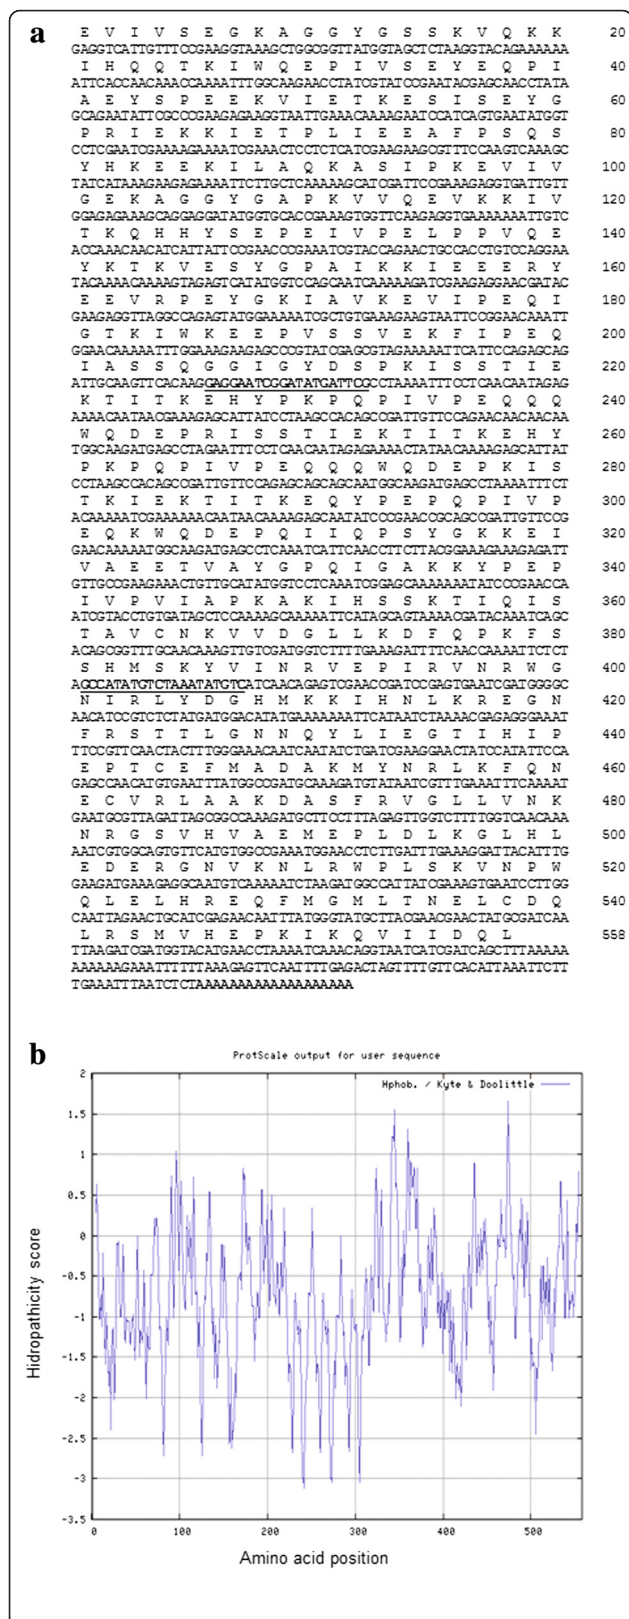 a
E V I V S E G K A G G Y G S S K V Q K K 20
GAGGTCATTGTTTCCGAAGGTAAAGCTGGCGGTTATGGTAGCTCTAAGGTACAGAAAAAA
I H Q Q T K I W Q E P I V S E Y E Q P I 40
ATTCACCAACAAACCAAAATTTGGCAAGAACCTATCGTATCCGAATACGAGCAACCTATA
A E Y S P E E K V I E T K E S I S E Y G 60
GCAGAATATTCGCCCGAAGAGAAGGTAATTGAAACAAAAGAATCCATCAGTGAATATGGT
P R I E K K I E T P L I E E A F P S Q S 80
CCTCGAATCGAAAAGAAAATCGAAACTCCTCTCATCGAAGAAGCGTTTCCAAGTCAAAGC
Y H K E E K I L A Q K A S I P K E V I V 100
TATCATAAAGAAGAGAAAATTCTTGCTCAAAAAGCATCGATTCCGAAAGAGGTGATTGTT
G E K A G G Y G A P K V V Q E V K K I V 120
GGAGAGAAAGCAGGAGGATATGGTGCACCGAAAGTGGTTCAAGAGGTGAAAAAAATTGTC
T K Q H H Y S E P E I V P E L P P V Q E 140
ACCAAACAACATCATTATTCCGAACCCGAAATCGTACCAGAACTGCCACCTGTCCAGGAA
Y K T K V E S Y G P A I K K I E E E R Y 160
TACAAAACAAAAGTAGAGTCATATGGTCCAGCAATCAAAAAGATCGAAGAGGAACGATAC
E E V R P E Y G K I A V K E V I P E Q I 180
GAAGAGGTTAGGCCAGAGTATGGAAAAATCGCTGTGAAAGAAGTAATTCCGGAACAAATT
G T K I W K E E P V S S V E K F I P E Q 200
GGAACAAAAATTTGGAAAGAAGAGCCCGTATCGAGCGTAGAAAAATTCATTCCAGAGCAG
I A S S Q G G I G Y D S P K I S S T I E 220
ATTGCAAGTTCACAAGGAGGAATCGGATATGATTCGCCTAAAATTTCCTCAACAATAGAG
K T I T K E H Y P K P Q P I V P E Q Q Q 240
AAAACAATAACGAAAGAGCATTATCCTAAGCCACAGCCGATTGTTCCAGAACAACAACAA
W Q D E P R I S S T I E K T I T K E H Y 260
TGGCAAGATGAGCCTAGAATTTCCTCAACAATAGAGAAAACTATAACAAAAGAGCATTAT
P K P Q P I V P E Q Q Q W Q D E P K I S 280
CCTAAGCCACAGCCGATTGTTCCAGAGCAGCAGCAATGGCAAGATGAGCCTAAAATTTCT
T K I E K T I T K E Q Y P E P Q P I V P 300
ACAAAAATCGAAAAAACAATAACAAAAGAGCAATATCCCGAACCGCAGCCGATTGTTCCG
E Q K W Q D E P Q I I Q P S Y G K K E I 320
GAACAAAAATGGCAAGATGAGCCTCAAATCATTCAACCTTCTTACGGAAAGAAAGAGATT
V A E E T V A Y G P Q I G A K K Y P E P 340
GTTGCCGAAGAAACTGTTGCATATGGTCCTCAAATCGGAGCAAAAAAATATCCCGAACCA
I V P V I A P K A K I H S S K T I Q I S 360
ATCGTACCTGTGATAGCTCCAAAAGCAAAAATTCATAGCAGTAAAACGATACAAATCAGC
T A V C N K V V D G L L K D F Q P K F S 380
ACAGCGGTTTGCAACAAAGTTGTCGATGGTCTTTTGAAAGATTTTCAACCAAAATTCTCT
S H M S K Y V I N R V E P I R V N R W G 400
AGCCATATGTCTAAATATGTCATCAACAGAGTCGAACCGATCCGAGTGAATCGATGGGGC
N I R L Y D G H M K K I H N L K R E G N 420
AACATCCGTCTCTATGATGGACATATGAAAAAAATTCATAATCTAAAACGAGAGGGAAAT
F R S T T L G N N Q Y L I E G T I H I P 440
TTCCGTTCAACTACTTTGGGAAACAATCAATATCTGATCGAAGGAACTATCCATATTCCA
E P T C E F M A D A K M Y N R L K F Q N 460
GAGCCAACATGTGAATTTATGGCCGATGCAAAGATGTATAATCGTTTGAAATTTCAAAAT
E C V R L A A K D A S F R V G L L V N K 480
GAATGCGTTAGATTAGCGGCCAAAGATGCTTCCTTTAGAGTTGGTCTTTTGGTCAACAAA
N R G S V H V A E M E P L D L K G L H L 500
AATCGTGGCAGTGTTCATGTGGCCGAAATGGAACCTCTTGATTTGAAAGGATTACATTTG
E D E R G N V K N L R W P L S K V N P W 520
GAAGATGAAAGAGGCAATGTCAAAAATCTAAGATGGCCATTATCGAAAGTGAATCCTTGG
Q L E L H R E Q F M G M L T N E L C D Q 540
CAATTAGAACTGCATCGAGAACAATTTATGGGTATGCTTACGAACGAACTATGCGATCAA
L R S M V H E P K I K Q V I I D Q L 558
TTAAGATCGATGGTACATGAACCTAAAATCAAACAGGTAATCATCGATCAGCTTTAAAAA
AAAAAAGAAATTTTTTAAAGAGTTCAATTTTGAGACTAGTTTTGTTCACATTAAATTCTT
TGAAATTTAATCTCTAAAAAAAAAAAAAAAAAAA
b
ProtScale output for user sequence
Hphob. / Kyte & Doolittle
2
1.5
1
0.5
0
-0.5
-1
-1.5
-2
-2.5
-3
-3.5
0 100 200 300 400 500
Hidropathicity score
Amino acid position